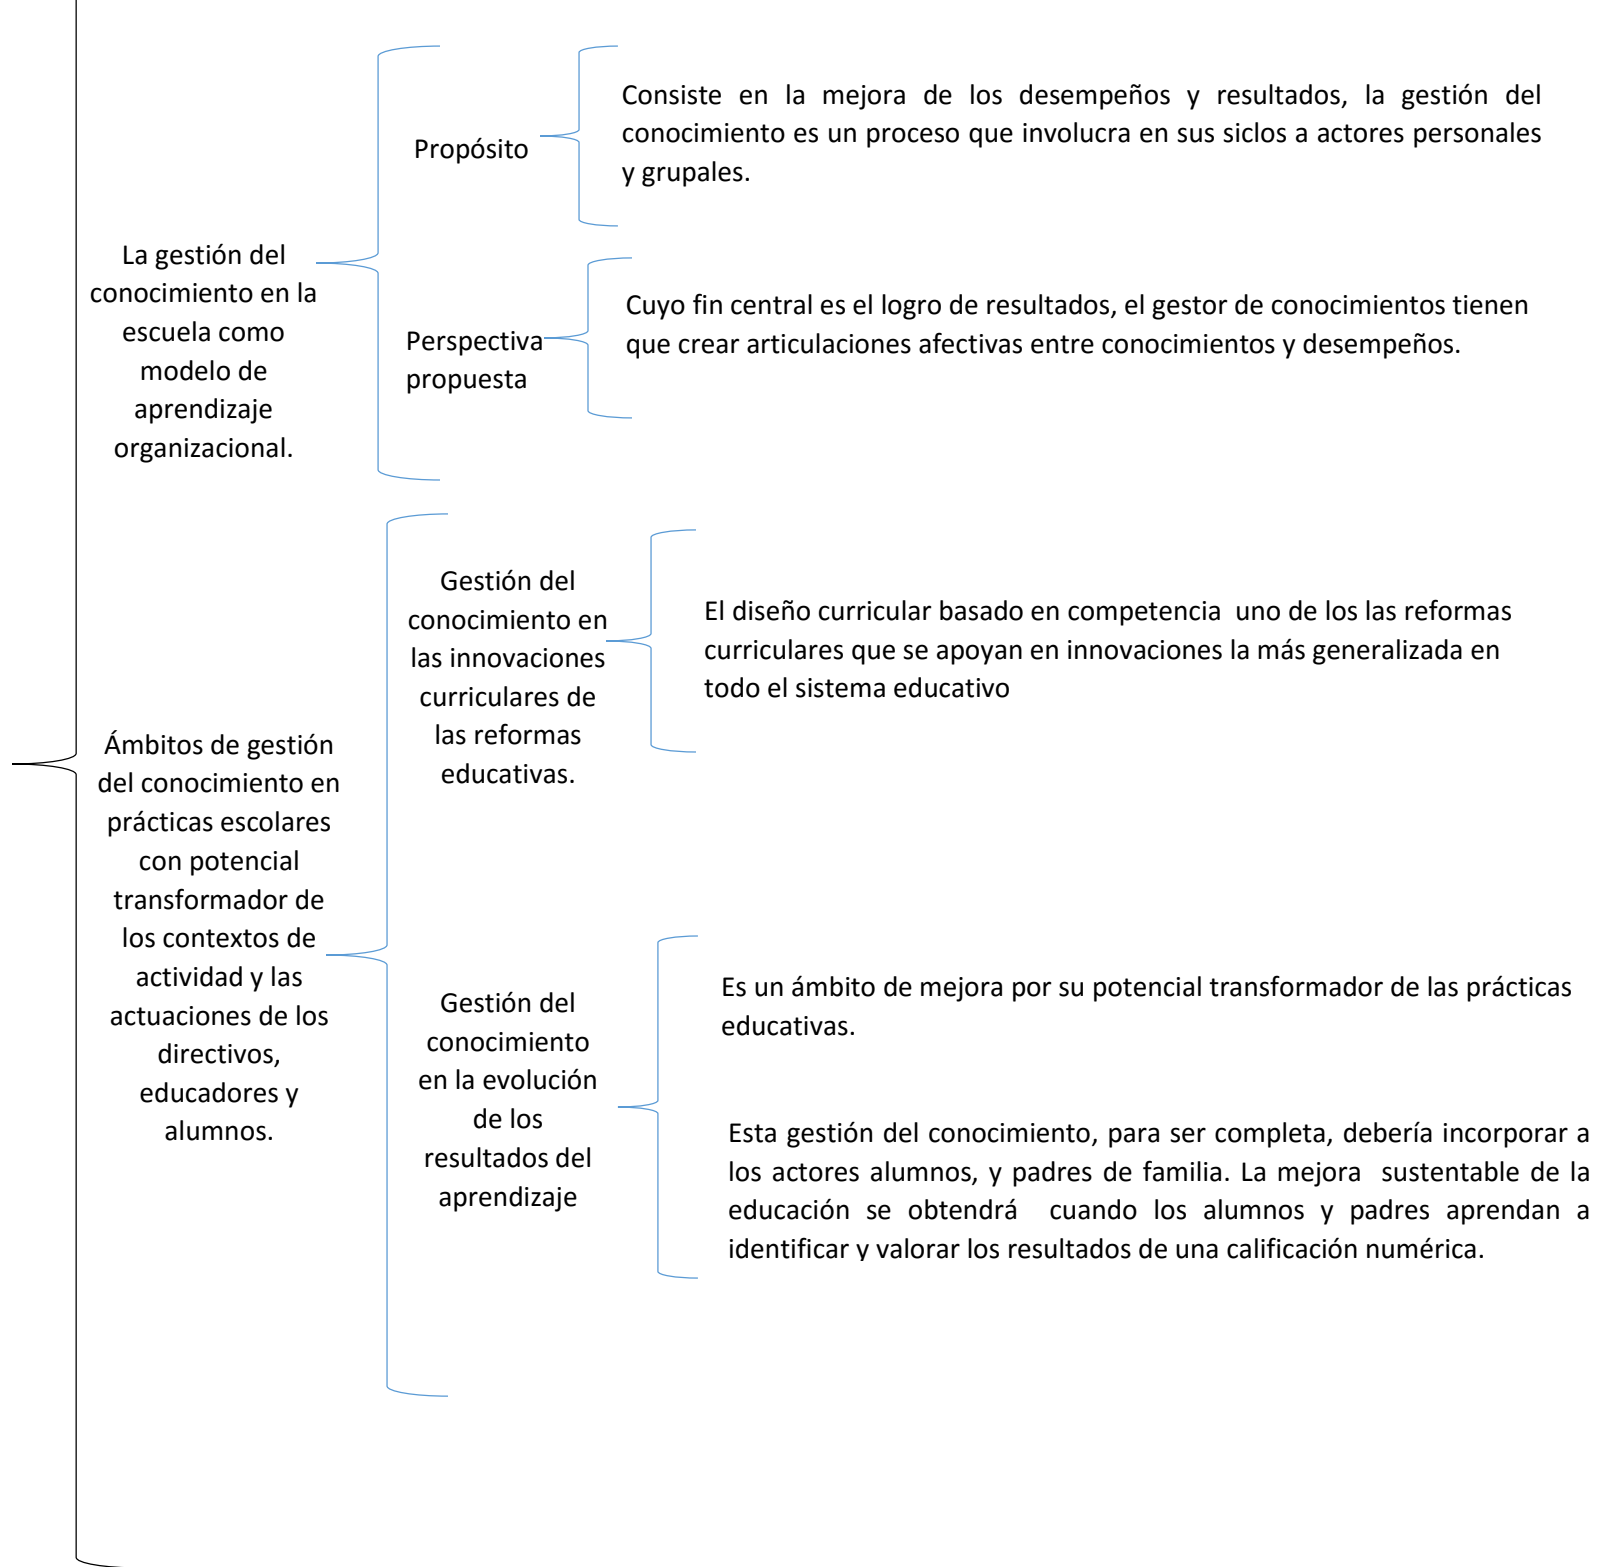 La gestión del
conocimiento en la
escuela como
modelo de
aprendizaje
organizacional.
Propósito
Consiste en la mejora de los desempeños y resultados, la gestión del
conocimiento es un proceso que involucra en sus siclos a actores personales
y grupales.
Perspectiva
propuesta
Cuyo fin central es el logro de resultados, el gestor de conocimientos tienen
que crear articulaciones afectivas entre conocimientos y desempeños.
Ámbitos de gestión
del conocimiento en
prácticas escolares
con potencial
transformador de
los contextos de
actividad y las
actuaciones de los
directivos,
educadores y
alumnos.
Gestión del
conocimiento en
las innovaciones
curriculares de
las reformas
educativas.
El diseño curricular basado en competencia  uno de los las reformas
curriculares que se apoyan en innovaciones la más generalizada en
todo el sistema educativo
Gestión del
conocimiento
en la evolución
de los
resultados del
aprendizaje
Es un ámbito de mejora por su potencial transformador de las prácticas
educativas.
Esta gestión del conocimiento, para ser completa, debería incorporar a
los actores alumnos, y padres de familia. La mejora  sustentable de la
educación se obtendrá  cuando los alumnos y padres aprendan a
identificar y valorar los resultados de una calificación numérica.